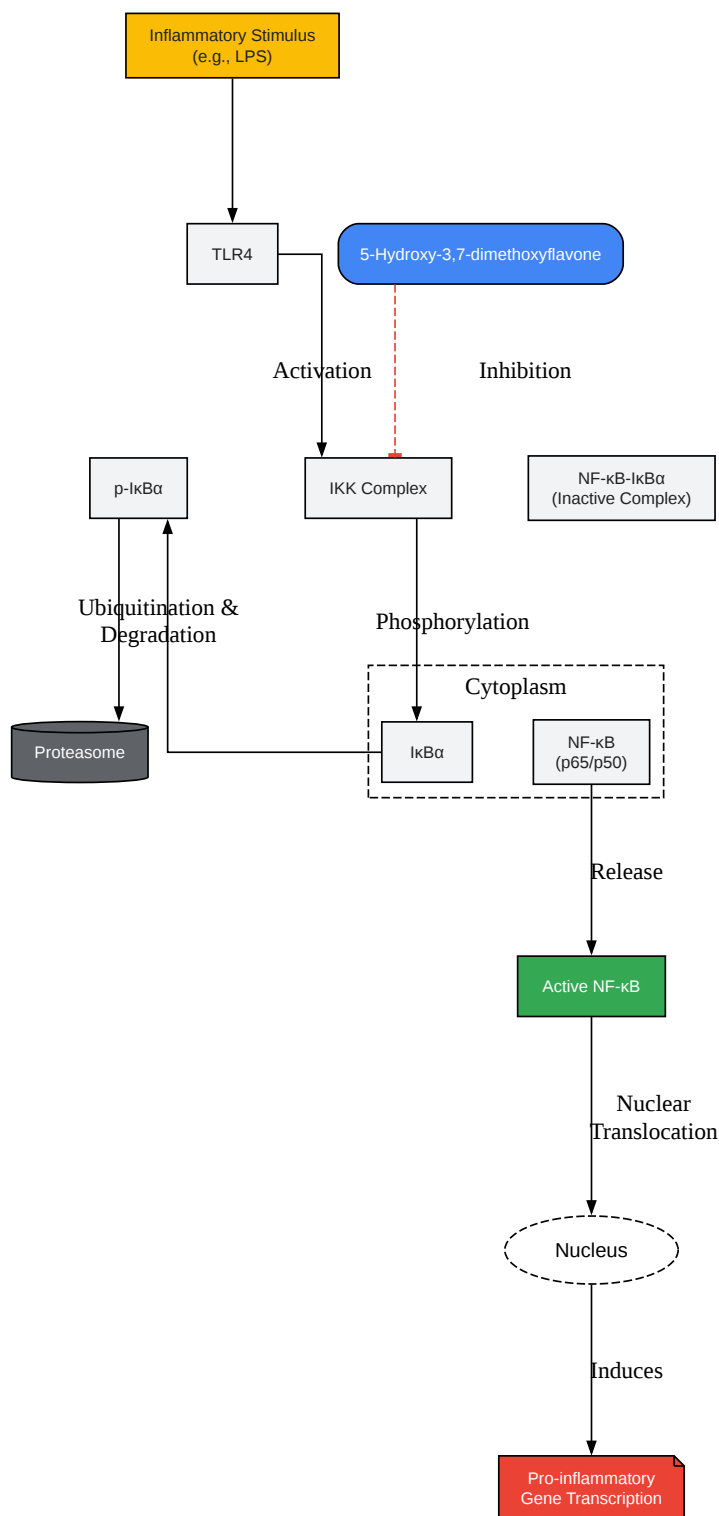 Inflammatory Stimulus
(e.g., LPS)
TLR4
5-Hydroxy-3,7-dimethoxyflavone
Activation
Inhibition
p-IκBα
IKK Complex
NF-κB-IκBα
(Inactive Complex)
Ubiquitination &
Degradation
Phosphorylation
Cytoplasm
Proteasome
IκBα
NF-κB
(p65/p50)
Release
Active NF-κB
Nuclear
Translocation
Nucleus
Induces
Pro-inflammatory
Gene Transcription